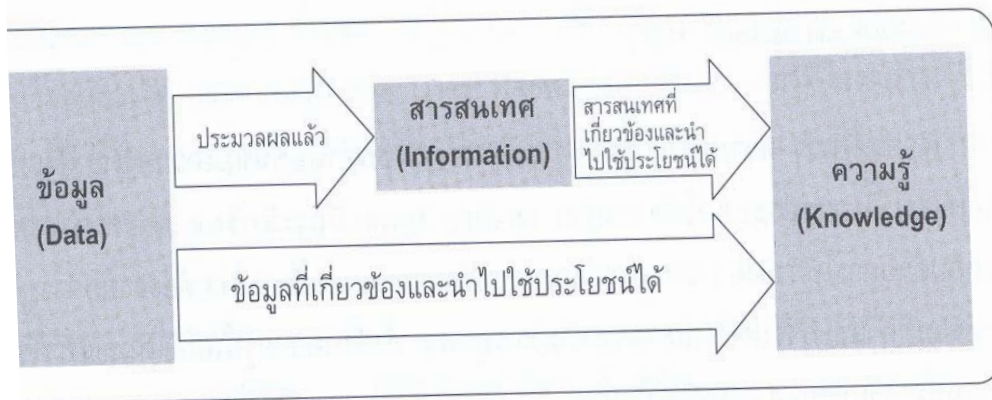 ข้อมูล
(Data)
ประมวลผลแล้ว
สารสนเทศ
(Information)
สารสนเทศที่
เกี่ยวข้องและนำ
ไปใช้ประโยชน์ได้
ความรู้
(Knowledge)
ข้อมูลที่เกี่ยวข้องและนำไปใช้ประโยชน์ได้